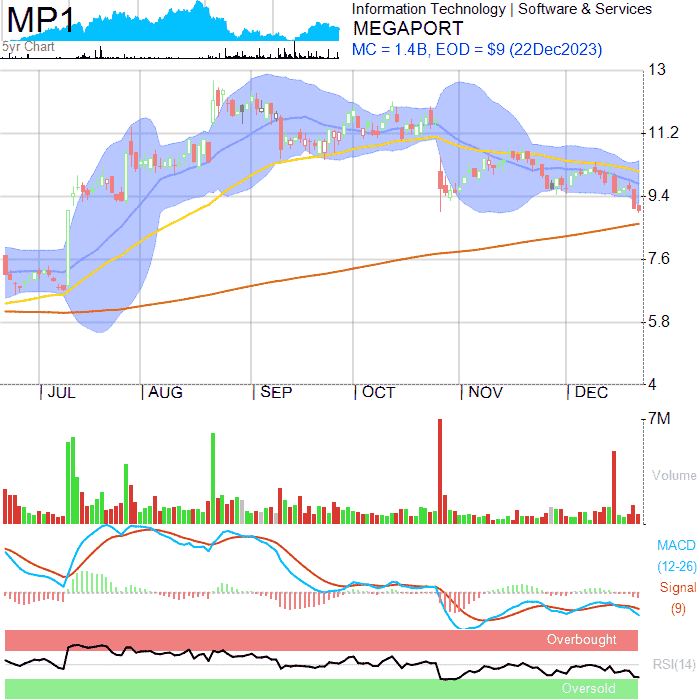 MP1
5yr Chart
Information Technology | Software & Services
MEGAPORT
MC = 1.4B, EOD = $9 (22Dec2023)
13
11.2
9.4
7.6
5.8
4
JUL AUG SEP OCT NOV DEC
7M
Volume
MACD
(12-26)
Signal
(9)
Overbought
RSI(14)
Oversold